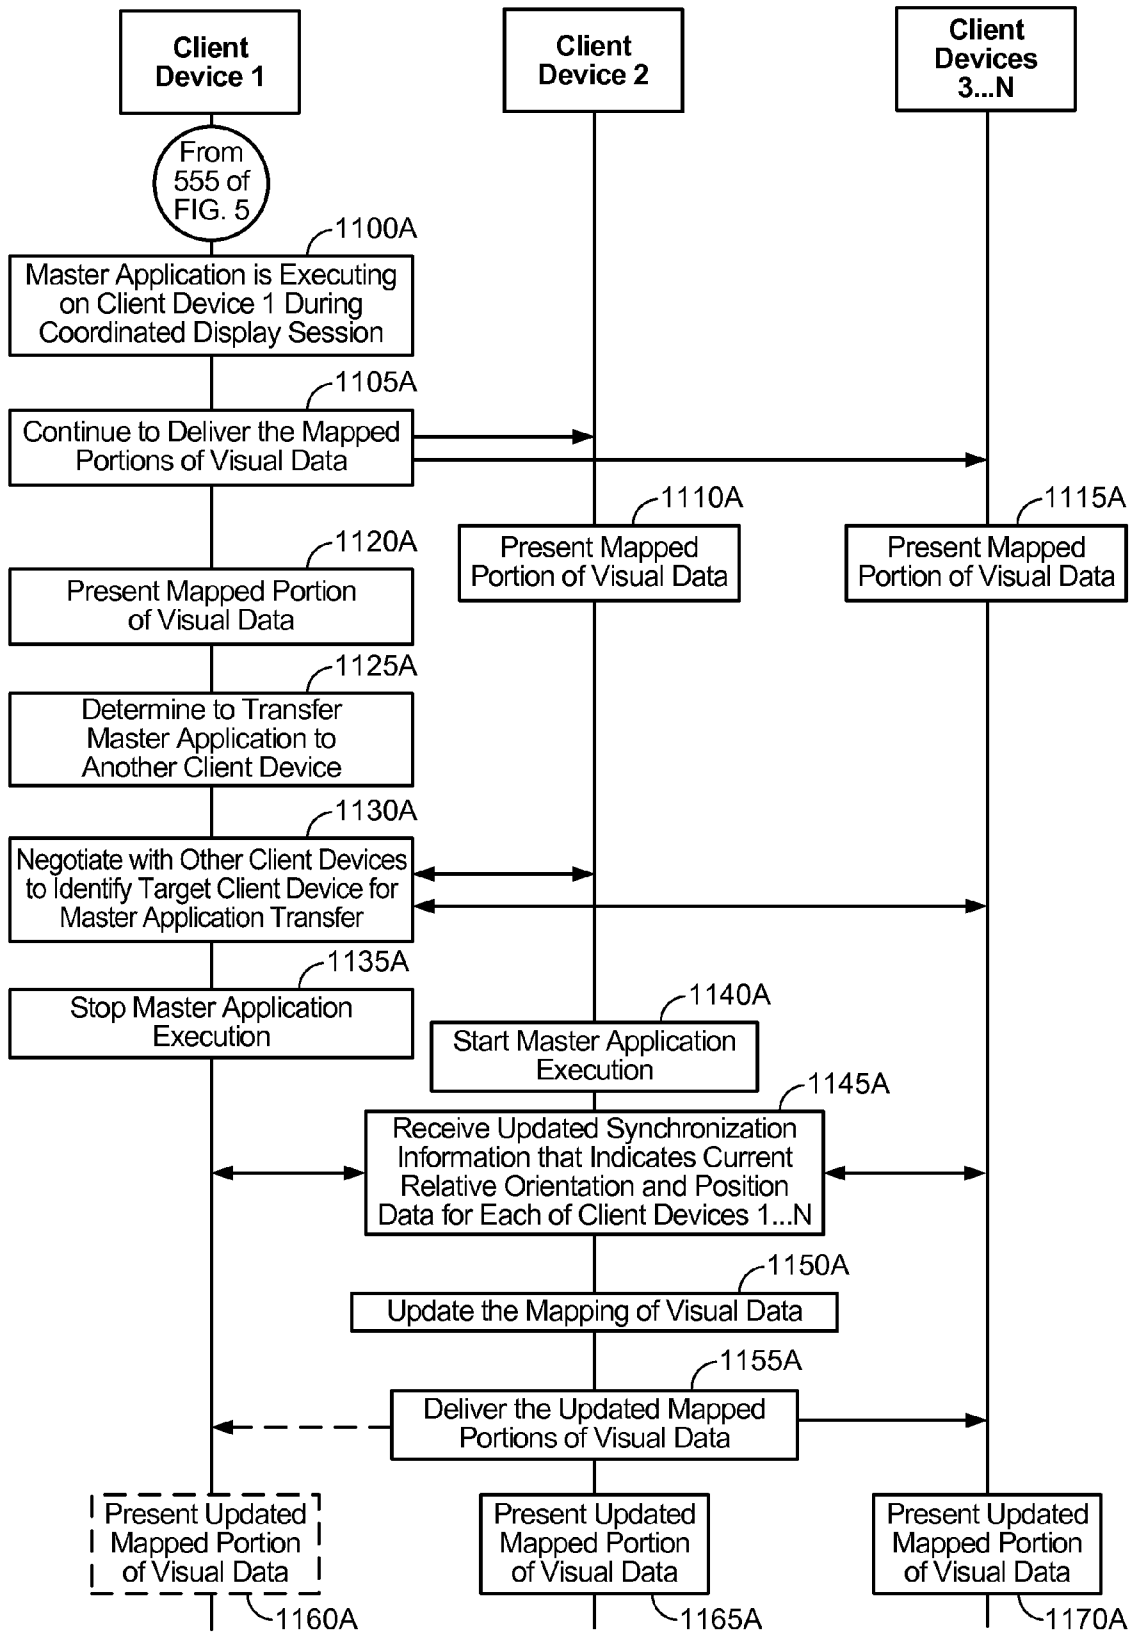 Client
Device 1
Client
Device 2
Client
Devices
3...N
From
555 of
FIG. 5
1100A
Master Application is Executing
on Client Device 1 During
Coordinated Display Session
1105A
Continue to Deliver the Mapped
Portions of Visual Data
1110A
Present Mapped
Portion of Visual Data
1115A
Present Mapped
Portion of Visual Data
1120A
Present Mapped Portion
of Visual Data
1125A
Determine to Transfer
Master Application to
Another Client Device
1130A
Negotiate with Other Client Devices
to Identify Target Client Device for
Master Application Transfer
1135A
Stop Master Application
Execution
1140A
Start Master Application
Execution
1145A
Receive Updated Synchronization
Information that Indicates Current
Relative Orientation and Position
Data for Each of Client Devices 1...N
1150A
Update the Mapping of Visual Data
1155A
Deliver the Updated Mapped
Portions of Visual Data
Present Updated
Mapped Portion
of Visual Data
1160A
Present Updated
Mapped Portion
of Visual Data
1165A
Present Updated
Mapped Portion
of Visual Data
1170A